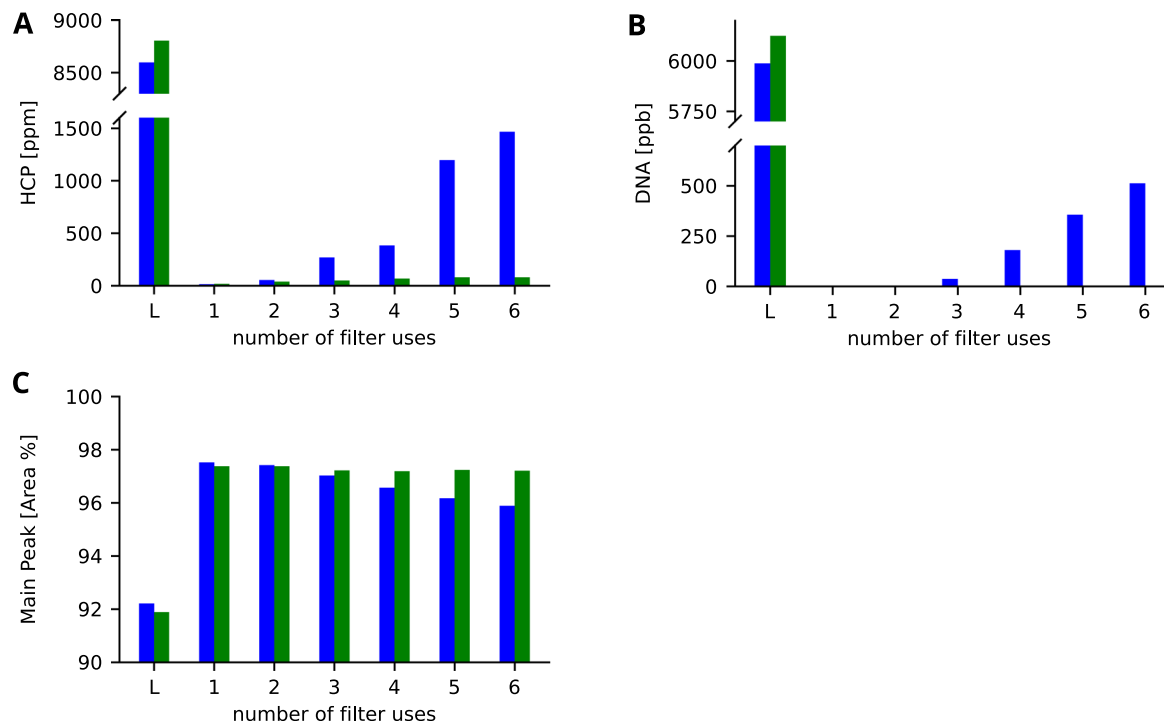 A
HCP [ppm]
9000
8500
1500
1000
500
0
L 1 2 3 4 5 6
number of filter uses
B
DNA [ppb]
6000
5750
500
250
0
L 1 2 3 4 5 6
number of filter uses
C
Main Peak [Area %]
100
98
96
94
92
90
L 1 2 3 4 5 6
number of filter uses